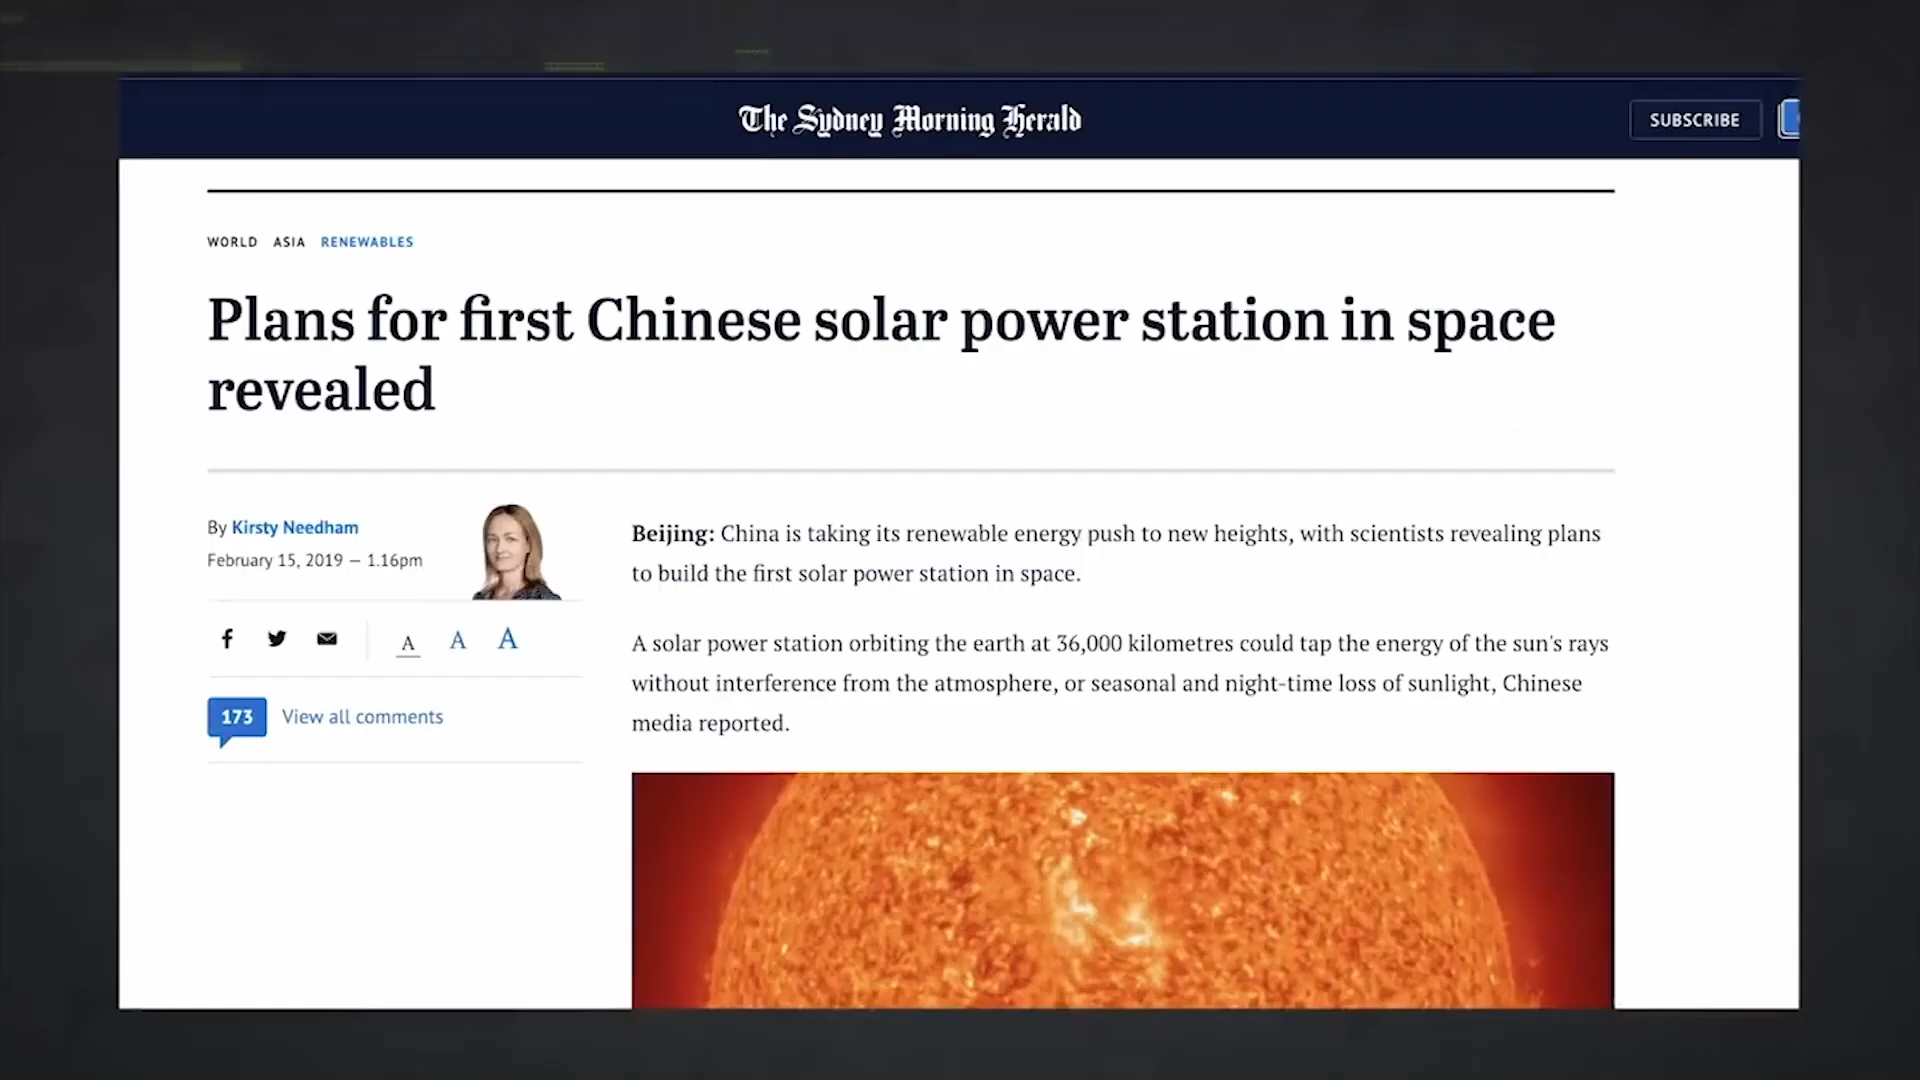 The Sydney Morning Herald
SUBSCRIBE
WORLD ASIA RENEWABLES
Plans for first Chinese solar power station in space
revealed
By Kirsty Needham
February 15, 2019 — 1.16pm
A A A
173 View all comments
Beijing: China is taking its renewable energy push to new heights, with scientists revealing plans
to build the first solar power station in space.
A solar power station orbiting the earth at 36,000 kilometres could tap the energy of the sun's rays
without interference from the atmosphere, or seasonal and night-time loss of sunlight, Chinese
media reported.